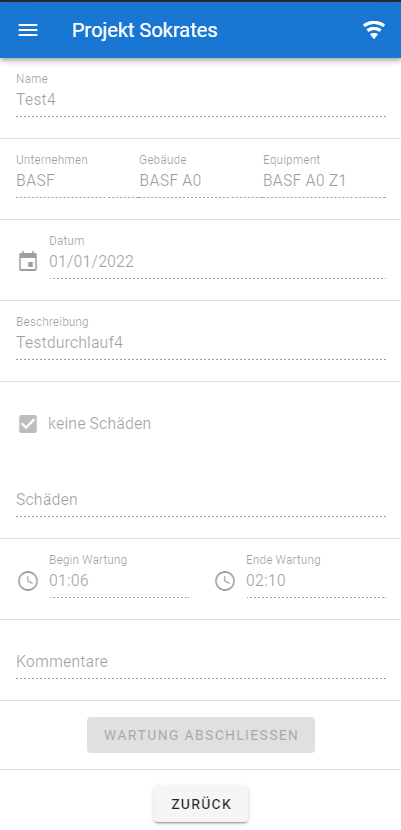 Projekt Sokrates
Name
Test4
Unternehmen Gebäude Equipment
BASF BASF A0 BASF A0 Z1
Datum
01/01/2022
Beschreibung
Testdurchlauf4
keine Schäden
Schäden
Begin Wartung Ende Wartung
01:06 02:10
Kommentare
WARTUNG ABSCHLIESSEN
ZURÜCK